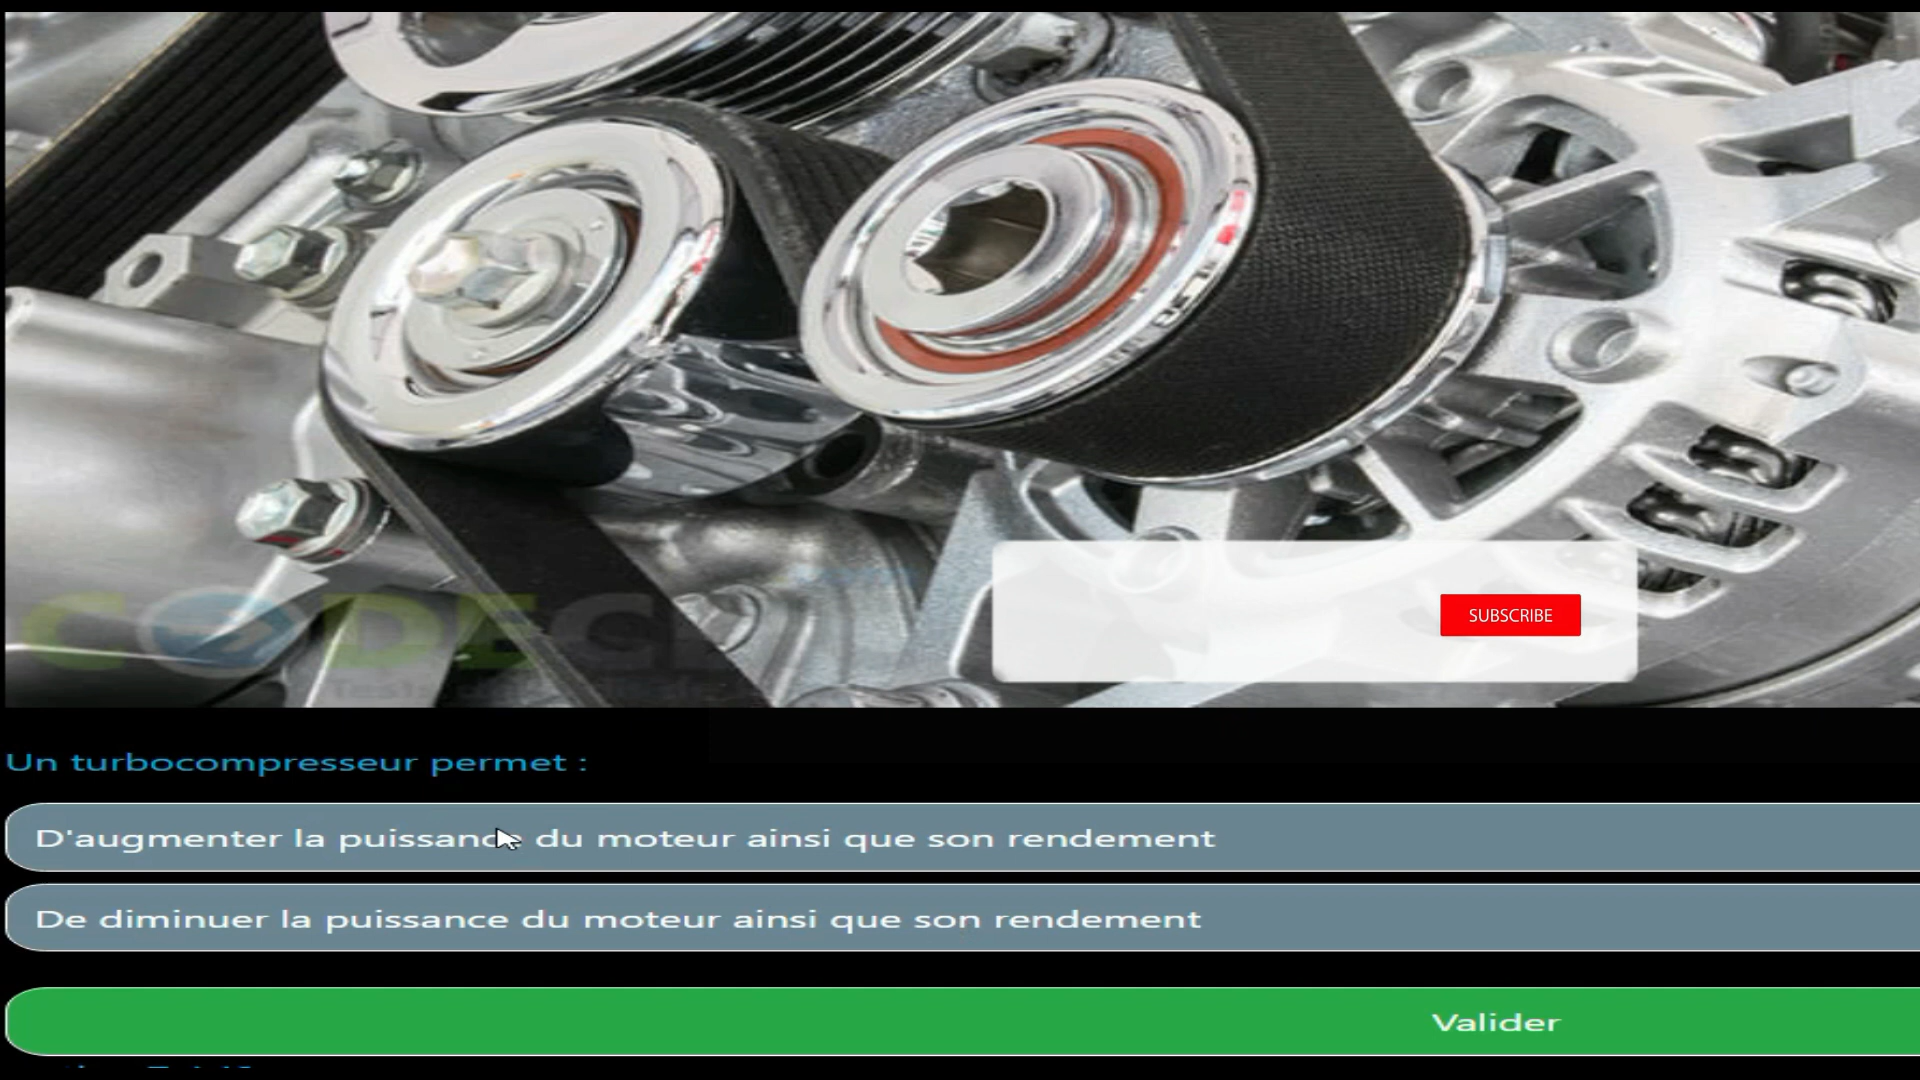 SUBSCRIBE
Un turbocompresseur permet :
D'augmenter la puissance du moteur ainsi que son rendement
De diminuer la puissance du moteur ainsi que son rendement
Valider